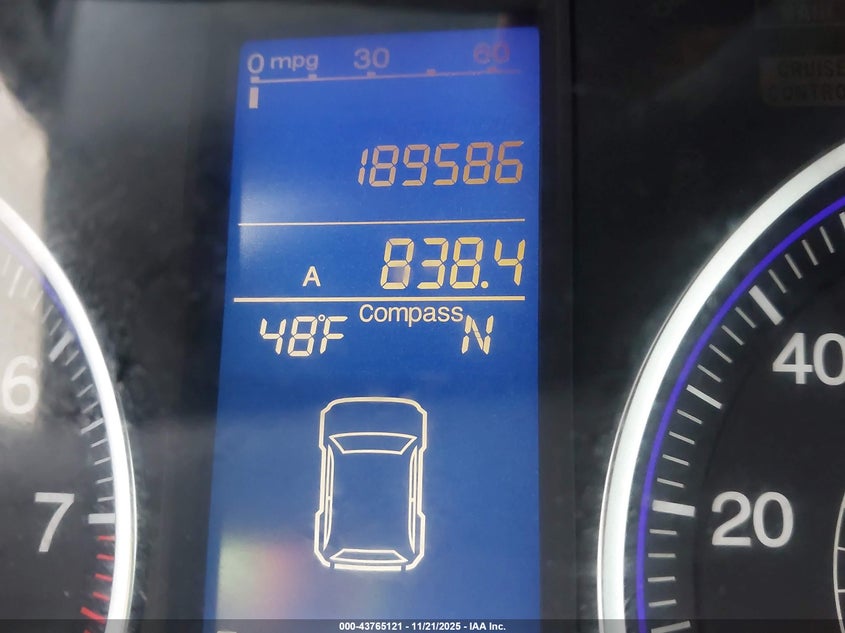 0 mpg 30 60
189586
A 838.4
Compass
48°F N
CRUISE
CONTROL
6
7
40
20
000-43765121 - 11/21/2025 - IAA Inc.